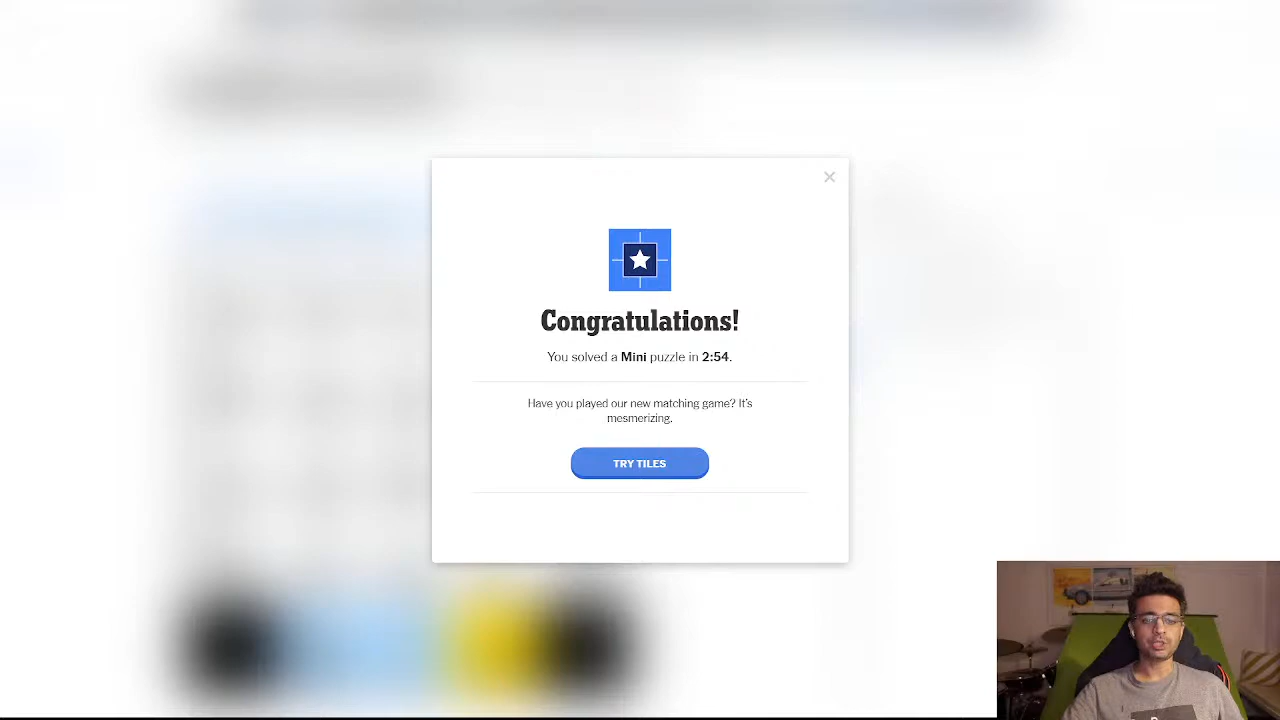 Congratulations!
You solved a Mini puzzle in 2:54.
Have you played our new matching game? It's
mesmerizing.
TRY TILES